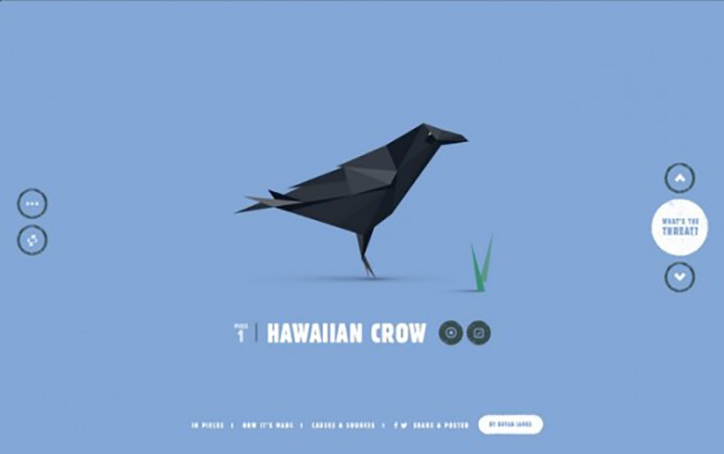 WHAT'S THE
THREAT?
PIECE
1
HAWAIIAN CROW
IN PIECES
HOW IT'S MADE
CAUSES & SOURCES
SHARE & POSTER
BY BRYAN JAMES